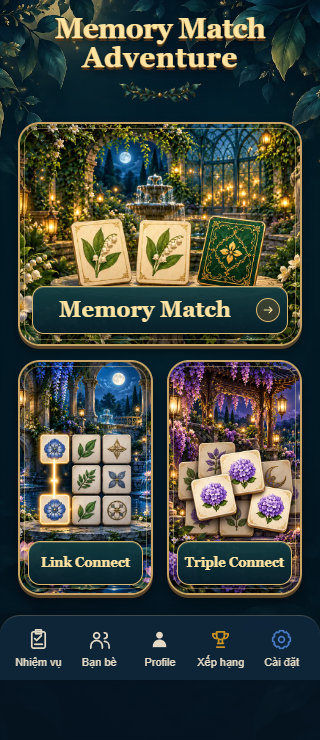 Memory Match
Adventure
Memory Match
Link Connect
Triple Connect
Nhiệm vụ
Bạn bè
Profile
Xếp hạng
Cài đặt